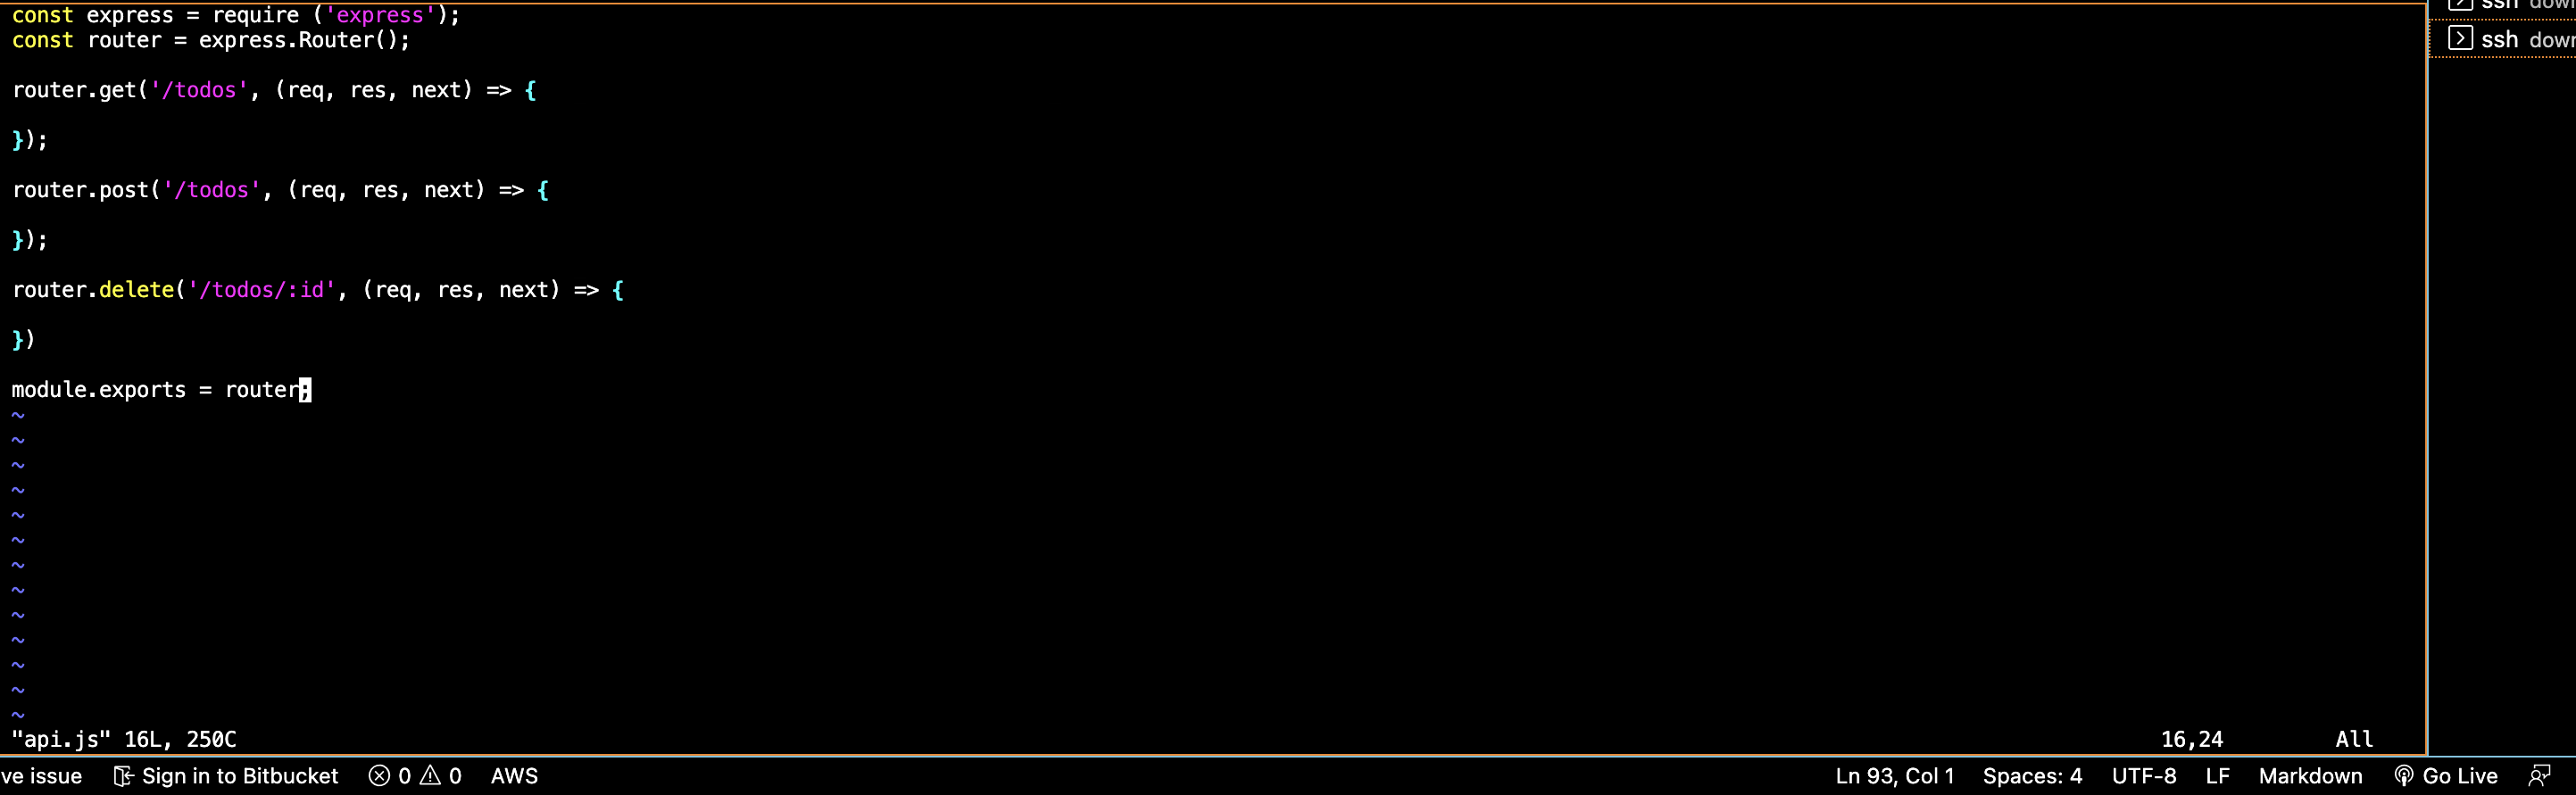 const express = require ('express');
const router = express.Router();
router.get('/todos', (req, res, next) => {
});
router.post('/todos', (req, res, next) => {
});
router.delete('/todos/:id', (req, res, next) => {
})
module.exports = router;
~
~
~
~
~
~
~
~
~
~
~
~
~
"api.js" 16L, 250C 16,24 All
ssh down
ssh down
ve issue Sign in to Bitbucket 0 0 AWS Ln 93, Col 1 Spaces: 4 UTF-8 LF Markdown Go Live